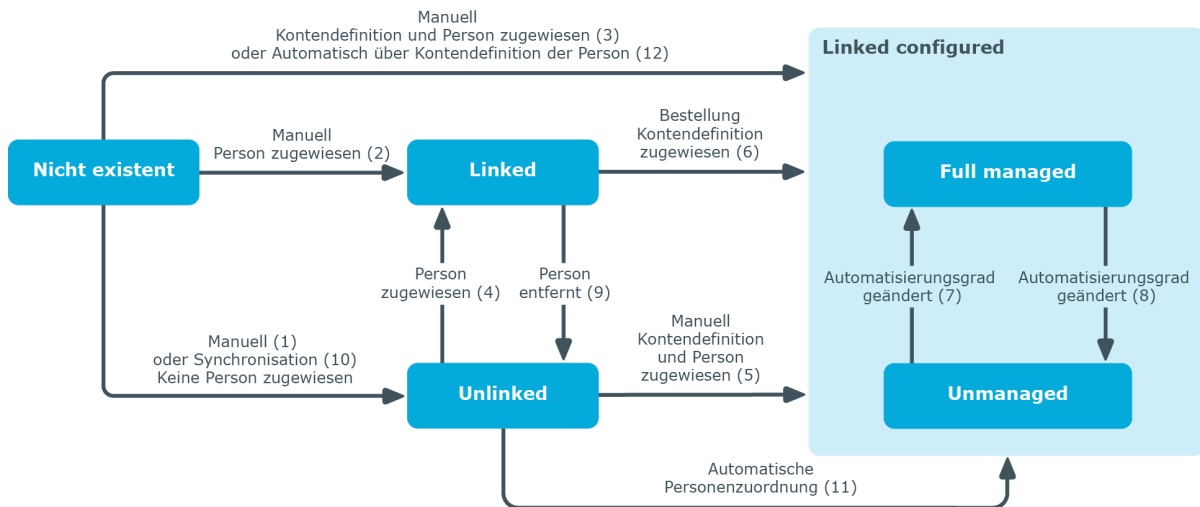 Manuell
Kontendefinition und Person zugewiesen (3)
oder Automatisch über Kontendefinition der Person (12)
Linked configured
Nicht existent
Manuell
Person zugewiesen (2)
Linked
Bestellung
Kontendefinition
zugewiesen (6)
Full managed
Person
zugewiesen (4)
Person
entfernt (9)
Automatisierungsgrad
geändert (7)
Automatisierungsgrad
geändert (8)
Manuell (1)
oder Synchronisation (10)
Keine Person zugewiesen
Unlinked
Manuell
Kontendefinition
und Person
zugewiesen (5)
Unmanaged
Automatische
Personenzuordnung (11)